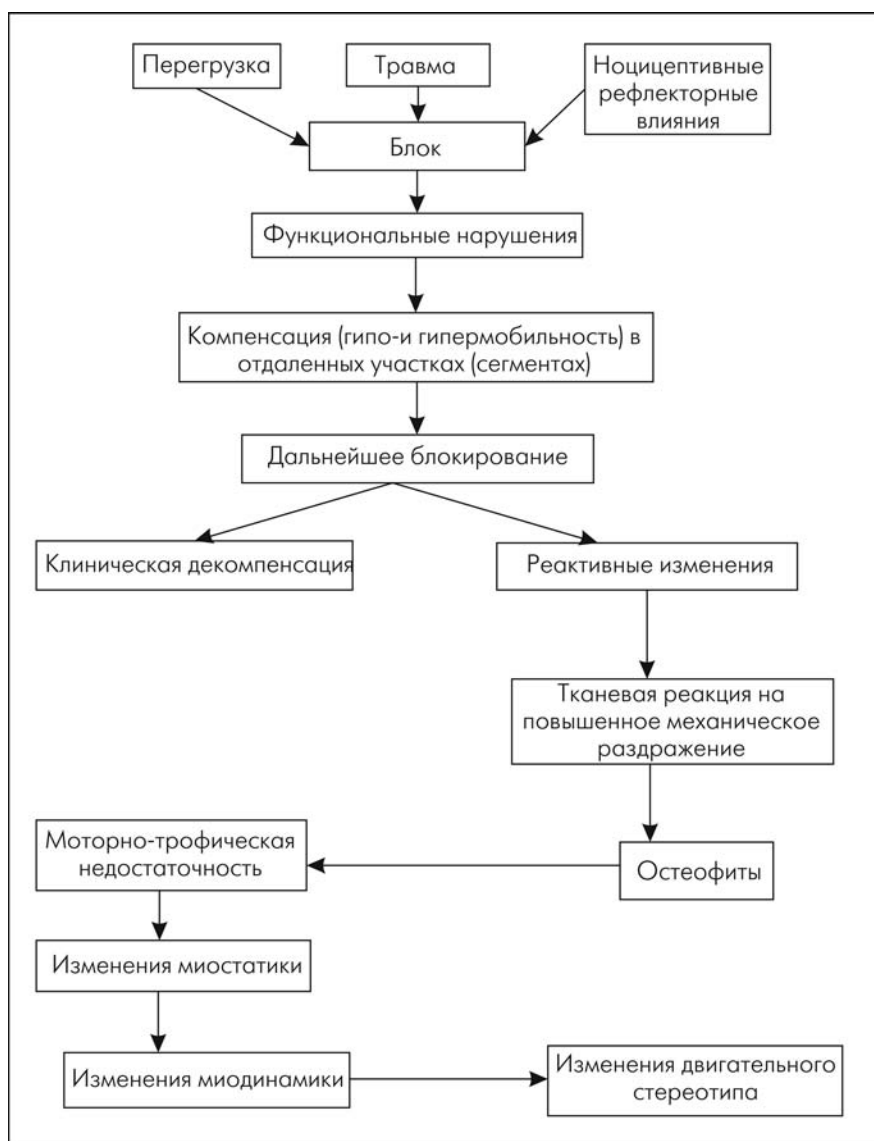 Перегрузка
Травма
Ноцицептивные
рефлекторные
влияния
Блок
Функциональные нарушения
Компенсация (гипо-и гипермобильность) в
отдаленных участках (сегментах)
Дальнейшее блокирование
Клиническая декомпенсация
Реактивные изменения
Тканевая реакция на
повышенное механическое
раздражение
Моторно-трофическая
недостаточность
Остеофиты
Изменения миостатики
Изменения миодинамики
Изменения двигательного
стереотипа